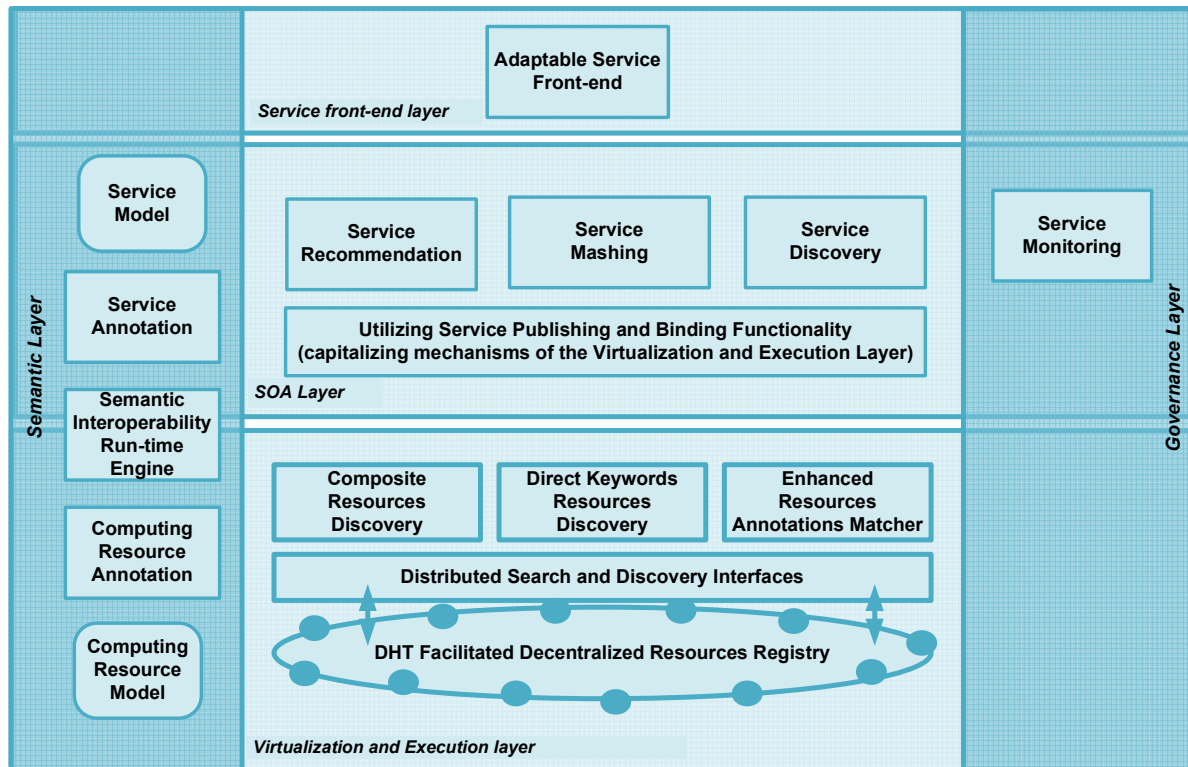 Adaptable Service
Front-end
Service front-end layer
Semantic Layer
Service
Model
Service
Annotation
Semantic
Interoperability
Run-time
Engine
Computing
Resource
Annotation
Computing
Resource
Model
Service
Recommendation
Service
Mashing
Service
Discovery
Utilizing Service Publishing and Binding Functionality
(capitalizing mechanisms of the Virtualization and Execution Layer)
SOA Layer
Composite
Resources
Discovery
Direct Keywords
Resources
Discovery
Enhanced
Resources
Annotations Matcher
Distributed Search and Discovery Interfaces
DHT Facilitated Decentralized Resources Registry
Virtualization and Execution layer
Service
Monitoring
Governance Layer